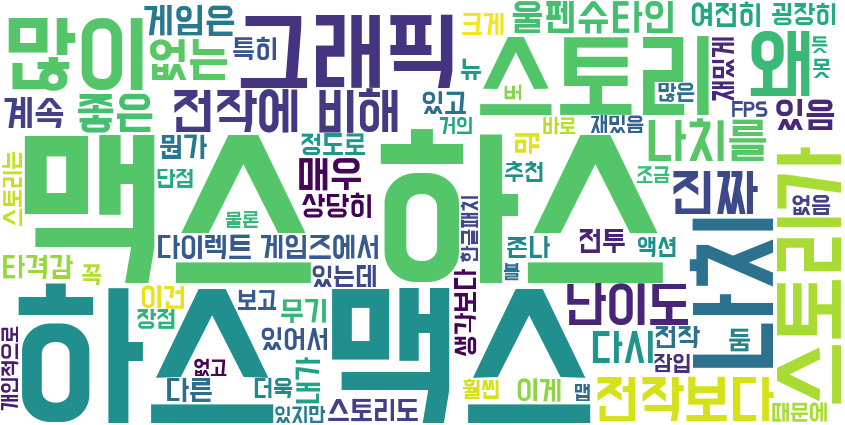 많이
게임은
없는
특히
그래픽
크게
울펜슈타인
여전히
굉장히
듯
못
재밌게
왜
스토리
뉴
버
많은
FPS
있음
계속
좋은
전작에 비해
있고
거의
바로
재밌음
나치를
맥스 하스
뭔가
정도로
매우
상당히
넘
추천
조금
진짜
없음
스토리는
단점
물론
다이렉트 게임즈에서
한글패치
존나
전투
액션
나치
타격감
꼭
있는데
블
이건
장점
보고
무기
있어서
생각보다
난이도
다시
전작
둠
잠입
하스 맥스
개인적으로
없고
다른
더욱
내가
있지만
스토리도
훨씬
이게
맵
전작보다
때문에